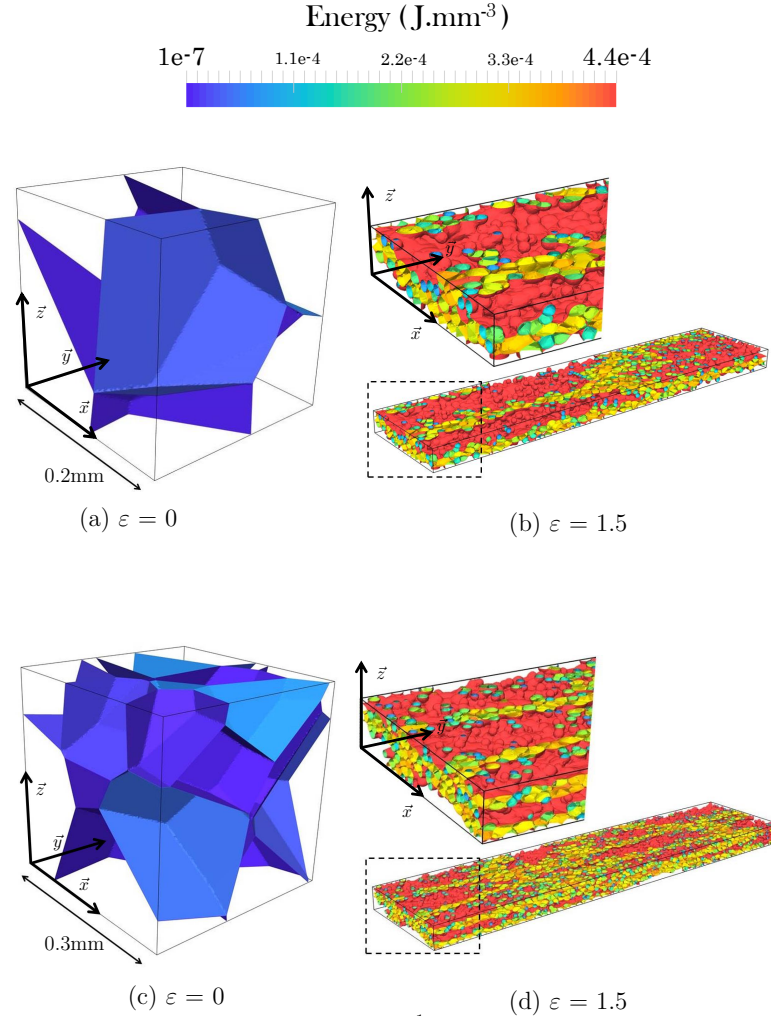 Energy (J.mm⁻³)
1e-7 1.1e-4 2.2e-4 3.3e-4 4.4e-4
z⃗
y⃗
x⃗
0.2mm
(a) ε = 0
z⃗
y⃗
x⃗
(b) ε = 1.5
z⃗
y⃗
x⃗
0.3mm
(c) ε = 0
z⃗
y⃗
x⃗
(d) ε = 1.5